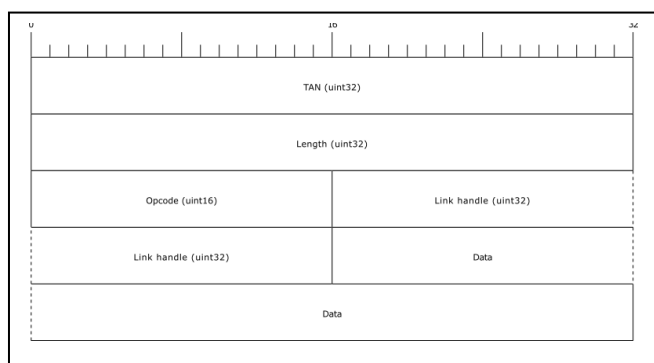 0 16 32
TAN (uint32)
Length (uint32)
Opcode (uint16) Link handle (uint32)
Link handle (uint32) Data
Data